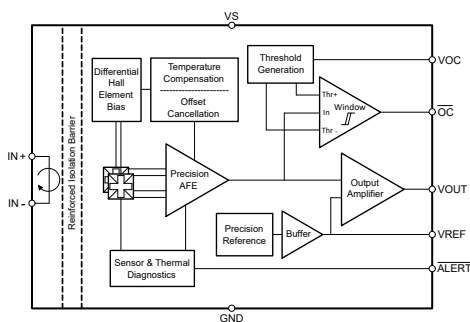 VS
Differential
Hall
Element
Bias
Temperature
Compensation
Offset
Cancellation
Threshold
Generation
VOC
Thr+
Window
In
Thr -
OC
IN +
IN -
Reinforced Isolation Barrier
Precision
AFE
Output
Amplifier
VOUT
Precision
Reference
Buffer
VREF
Sensor & Thermal
Diagnostics
ALERT
GND